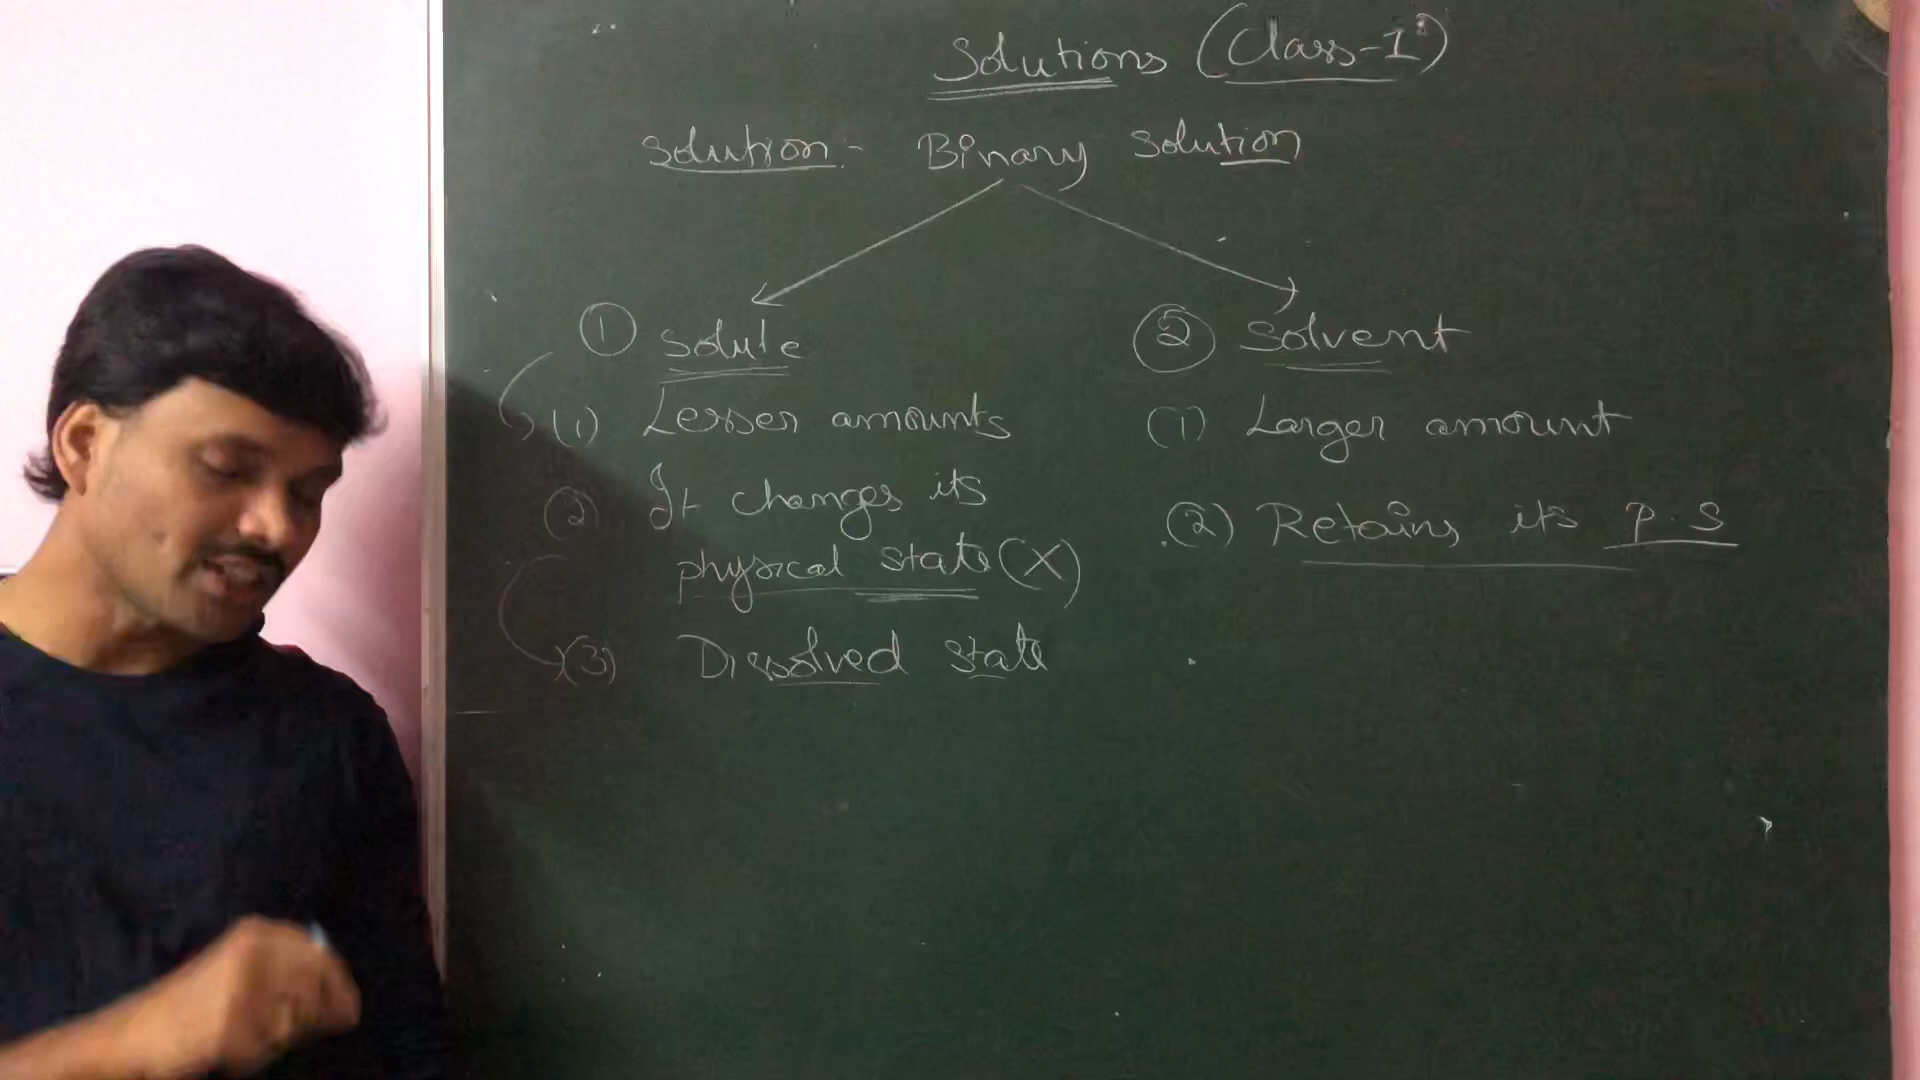 Solutions (Class-1)
Solution:- Binary Solution
① Solute
(1) Lesser amounts
(2) It changes its
physical state (X)
(3) Dissolved state
② Solvent
(1) Larger amount
(2) Retains its P.S